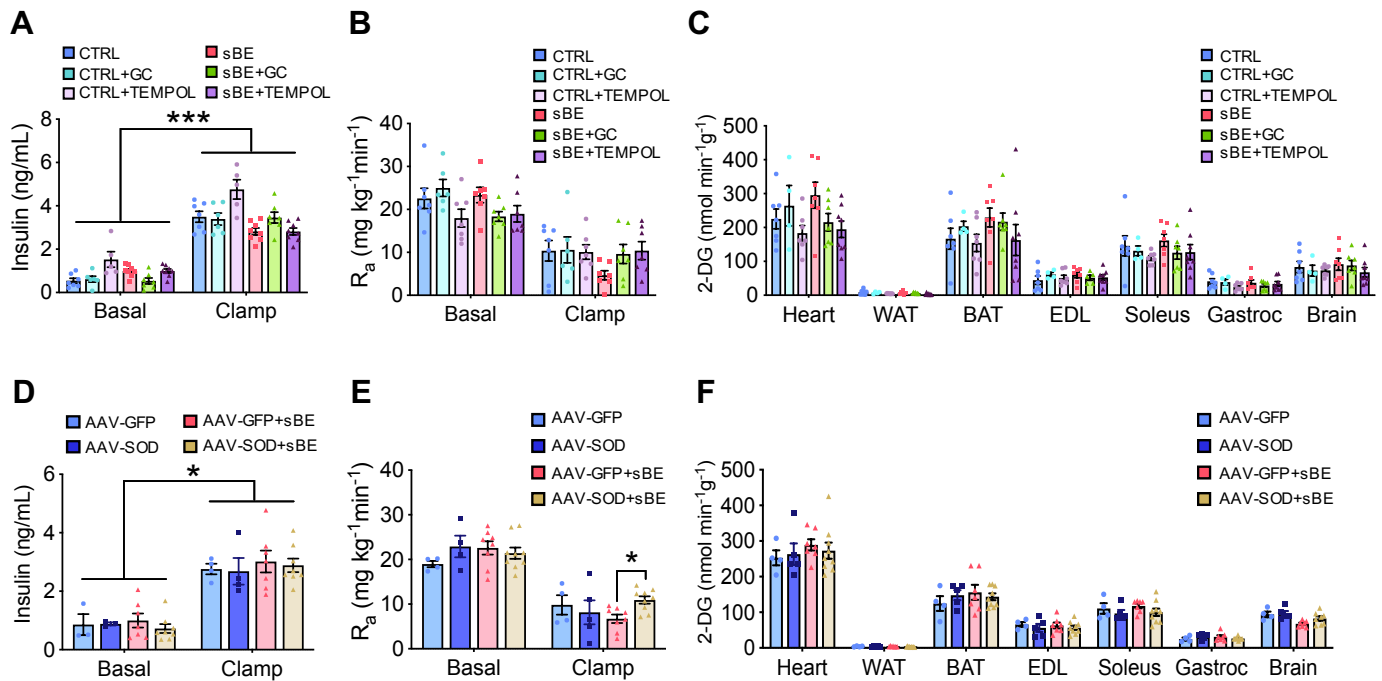 A
CTRL
CTRL+GC
CTRL+TEMPOL
sBE
sBE+GC
sBE+TEMPOL
***
Insulin (ng/mL)
8
6
4
2
0
Basal
Clamp
B
CTRL
CTRL+GC
CTRL+TEMPOL
sBE
sBE+GC
sBE+TEMPOL
Ra (mg kg-1min-1)
40
30
20
10
0
Basal
Clamp
C
CTRL
CTRL+GC
CTRL+TEMPOL
sBE
sBE+GC
sBE+TEMPOL
2-DG (nmol min-1g-1)
500
400
300
200
100
0
Heart
WAT
BAT
EDL
Soleus
Gastroc
Brain
D
AAV-GFP
AAV-SOD
AAV-GFP+sBE
AAV-SOD+sBE
*
Insulin (ng/mL)
6
4
2
0
Basal
Clamp
E
AAV-GFP
AAV-SOD
AAV-GFP+sBE
AAV-SOD+sBE
*
Ra (mg kg-1min-1)
40
30
20
10
0
Basal
Clamp
F
AAV-GFP
AAV-SOD
AAV-GFP+sBE
AAV-SOD+sBE
2-DG (nmol min-1g-1)
500
400
300
200
100
0
Heart
WAT
BAT
EDL
Soleus
Gastroc
Brain